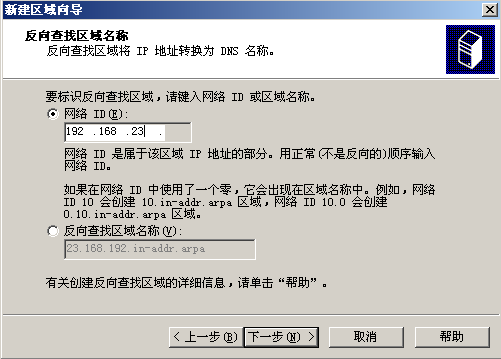 新建区域向导
反向查找区域名称
反向查找区域将 IP 地址转换为 DNS 名称。
要标识反向查找区域，请键入网络 ID 或区域名称。
网络 ID(E):
192 .168 .23 .
网络 ID 是属于该区域 IP 地址的部分。用正常(不是反向的)顺序输入
网络 ID。
如果在网络 ID 中使用了一个零，它会出现在区域名称中。例如，网络
ID 10 会创建 10.in-addr.arpa 区域，网络 ID 10.0 会创建
0.10.in-addr.arpa 区域。
反向查找区域名称(V):
23.168.192.in-addr.arpa
有关创建反向查找区域的详细信息，请单击“帮助”。
< 上一步(B) 下一步(N) > 取消 帮助